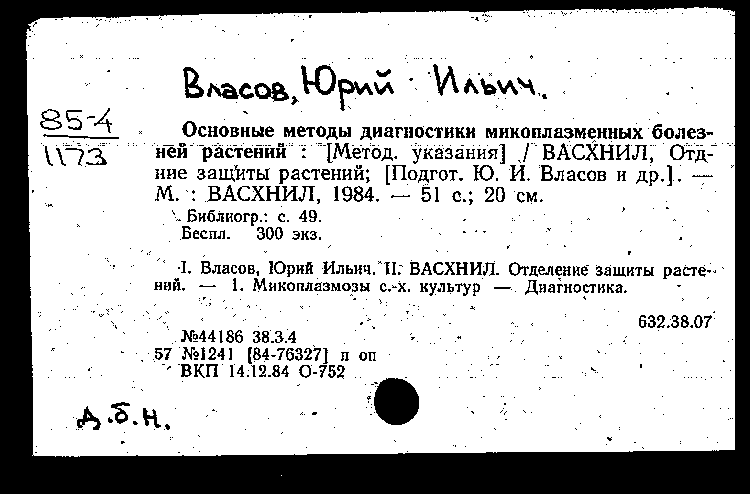 Власов, Юрий Ильич.
85-4
1173
Основные методы диагностики микоплазменных болез-
ней растений : [Метод. указания] / ВАСХНИЛ, Отд-
ние защиты растений; [Подгот. Ю. И. Власов и др.]. —
М. : ВАСХНИЛ, 1984. — 51 с.; 20 см.
Библиогр.: с. 49.
Беспл. 300 экз.
I. Власов, Юрий Ильич. II. ВАСХНИЛ. Отделение защиты расте-
ний. — 1. Микоплазмозы с.-х. культур — Диагностика.
632.38.07
№44186 38.3.4
57 №1241 [84-76327] п оп
ВКП 14.12.84 О-752
д.б.н.